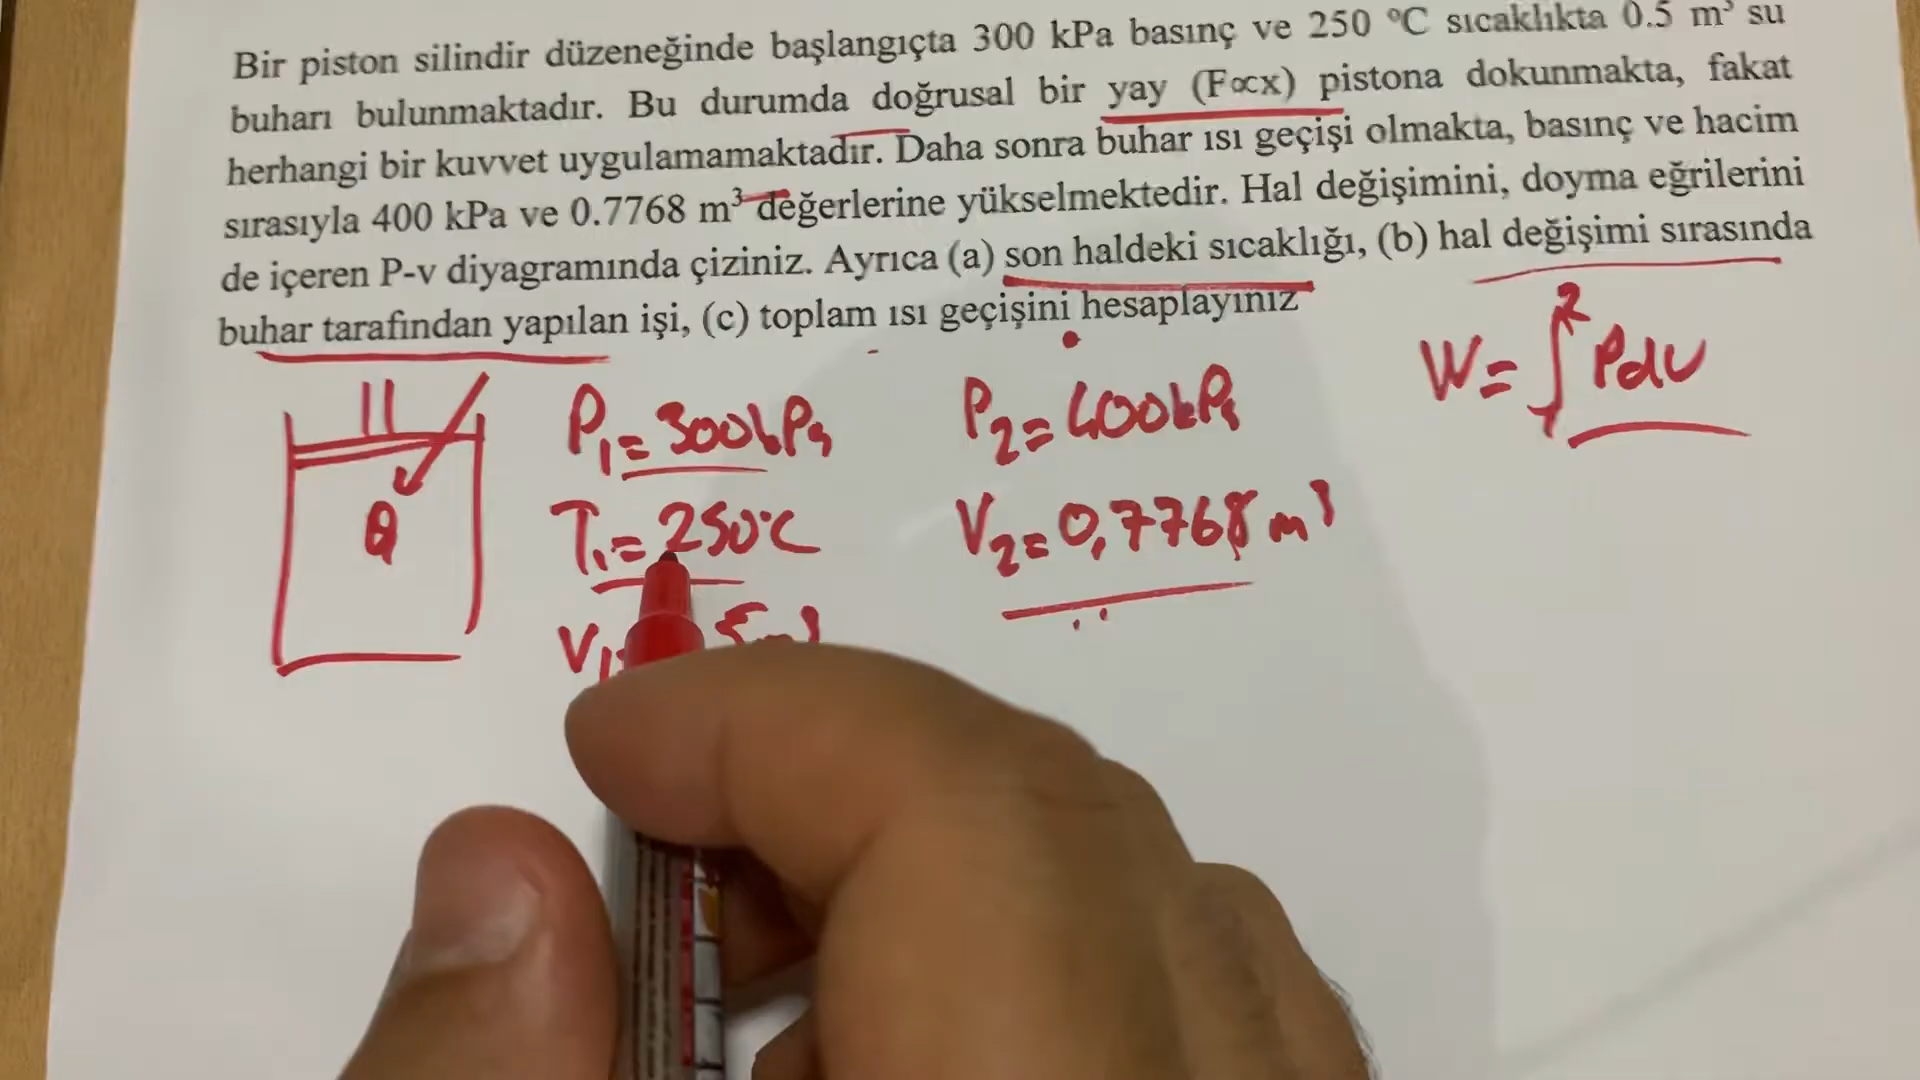 Bir piston silindir düzeneğinde başlangıçta 300 kPa basınç ve 250 ºC sıcaklıkta 0.5 m³ su
buharı bulunmaktadır. Bu durumda doğrusal bir yay (F∝x) pistona dokunmakta, fakat
herhangi bir kuvvet uygulamamaktadır. Daha sonra buhar ısı geçişi olmakta, basınç ve hacim
sırasıyla 400 kPa ve 0.7768 m³ değerlerine yükselmektedir. Hal değişimini, doyma eğrilerini
de içeren P-v diyagramında çiziniz. Ayrıca (a) son haldeki sıcaklığı, (b) hal değişimi sırasında
buhar tarafından yapılan işi, (c) toplam ısı geçişini hesaplayınız
P₁=300kPa P₂=400kPa W=∫₁² PdV
T₁=250°C V₂=0,7768 m³
Q
V₁